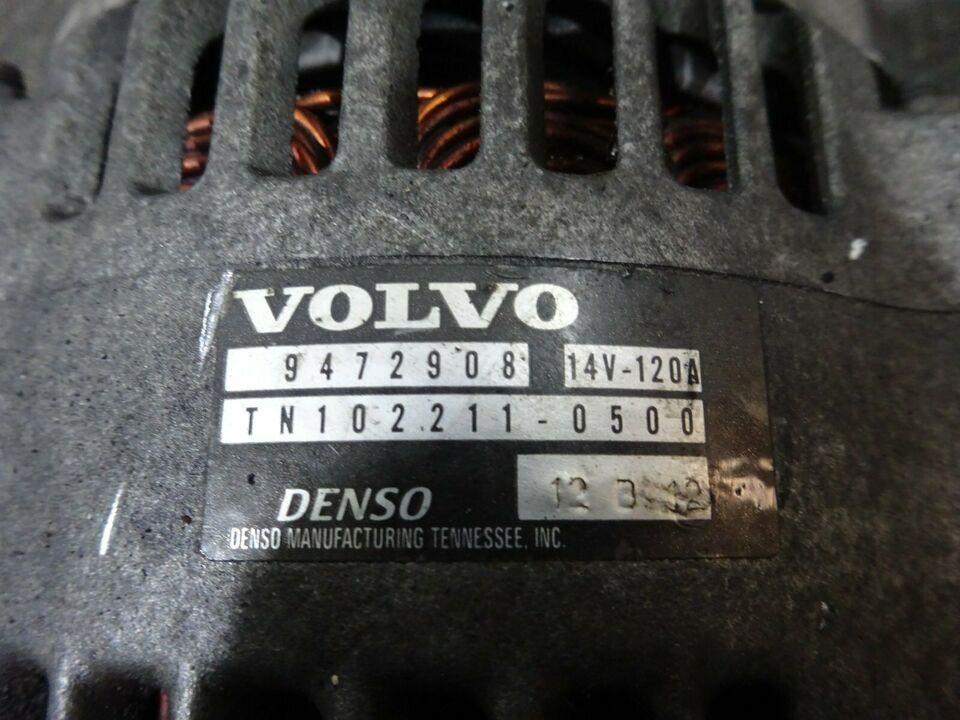 VOLVO
9472908 14V-120A
TN102211-0500
DENSO
DENSO MANUFACTURING TENNESSEE, INC.